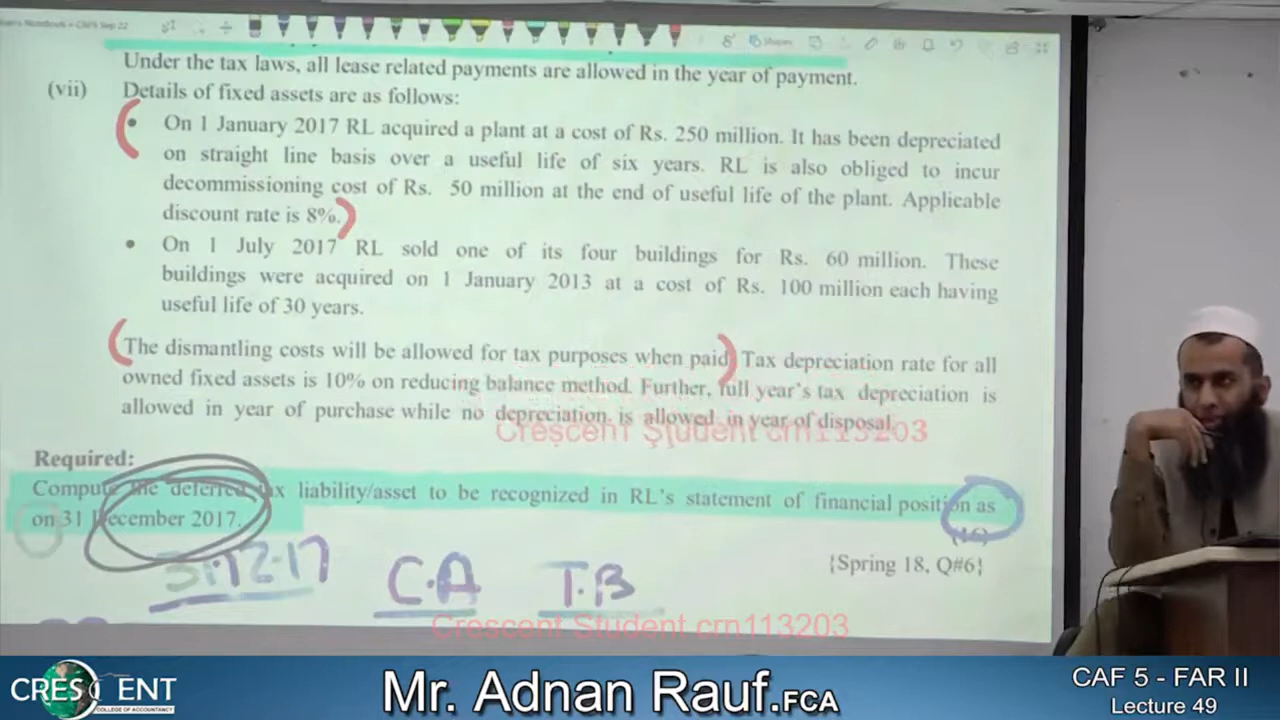 Under the tax laws, all lease related payments are allowed in the year of payment.
(vii) Details of fixed assets are as follows:
• On 1 January 2017 RL acquired a plant at a cost of Rs. 250 million. It has been depreciated
on straight line basis over a useful life of six years. RL is also obliged to incur
decommissioning cost of Rs. 50 million at the end of useful life of the plant. Applicable
discount rate is 8%.
• On 1 July 2017 RL sold one of its four buildings for Rs. 60 million. These
buildings were acquired on 1 January 2013 at a cost of Rs. 100 million each having
useful life of 30 years.
The dismantling costs will be allowed for tax purposes when paid. Tax depreciation rate for all
owned fixed assets is 10% on reducing balance method. Further, full year's tax depreciation is
allowed in year of purchase while no depreciation is allowed in year of disposal.
Crescent Student crn113203
Required:
Compute the deferred tax liability/asset to be recognized in RL's statement of financial position as
on 31 December 2017.
{Spring 18, Q#6}
31.12.17 C.A T.B
Crescent Student crn113203
CRESCENT
COLLEGE OF ACCOUNTANCY
Mr. Adnan Rauf.FCA
CAF 5 - FAR II
Lecture 49